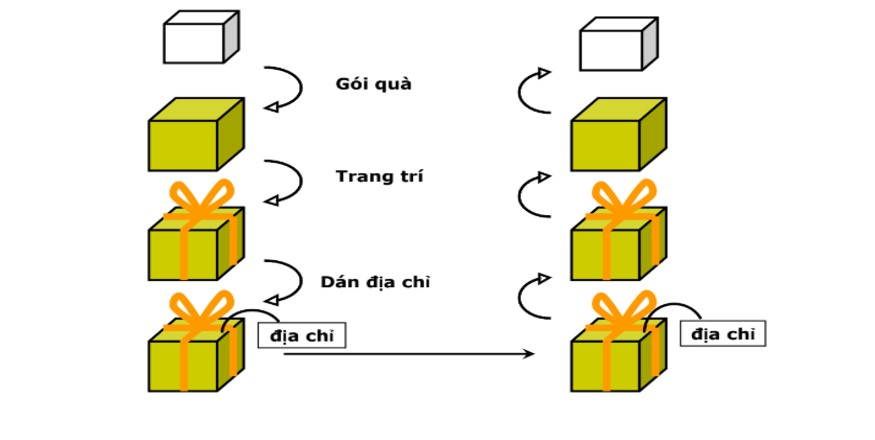 Gói quà
Trang trí
Dán địa chỉ
địa chỉ
địa chỉ